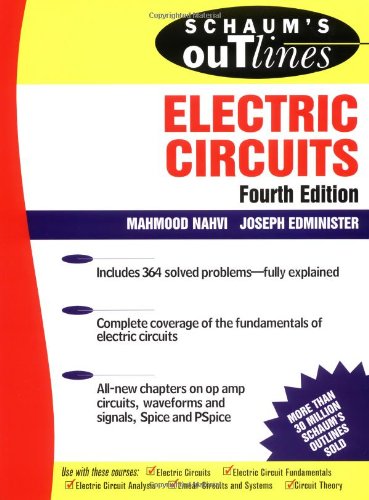 Copyrighted Material
SCHAUM'S
ouTlines
ELECTRIC
CIRCUITS
Fourth Edition
MAHMOOD NAHVI JOSEPH EDMINISTER
Includes 364 solved problems—fully explained
Complete coverage of the fundamentals of
electric circuits
All-new chapters on op amp
circuits, waveforms and
signals, Spice and PSpice
MORE THAN
30 MILLION
SCHAUM'S
OUTLINES
SOLD
Use with these courses: Electric Circuits Electric Circuit Fundamentals
Electric Circuit Analysis Linear Circuits and Systems Circuit Theory